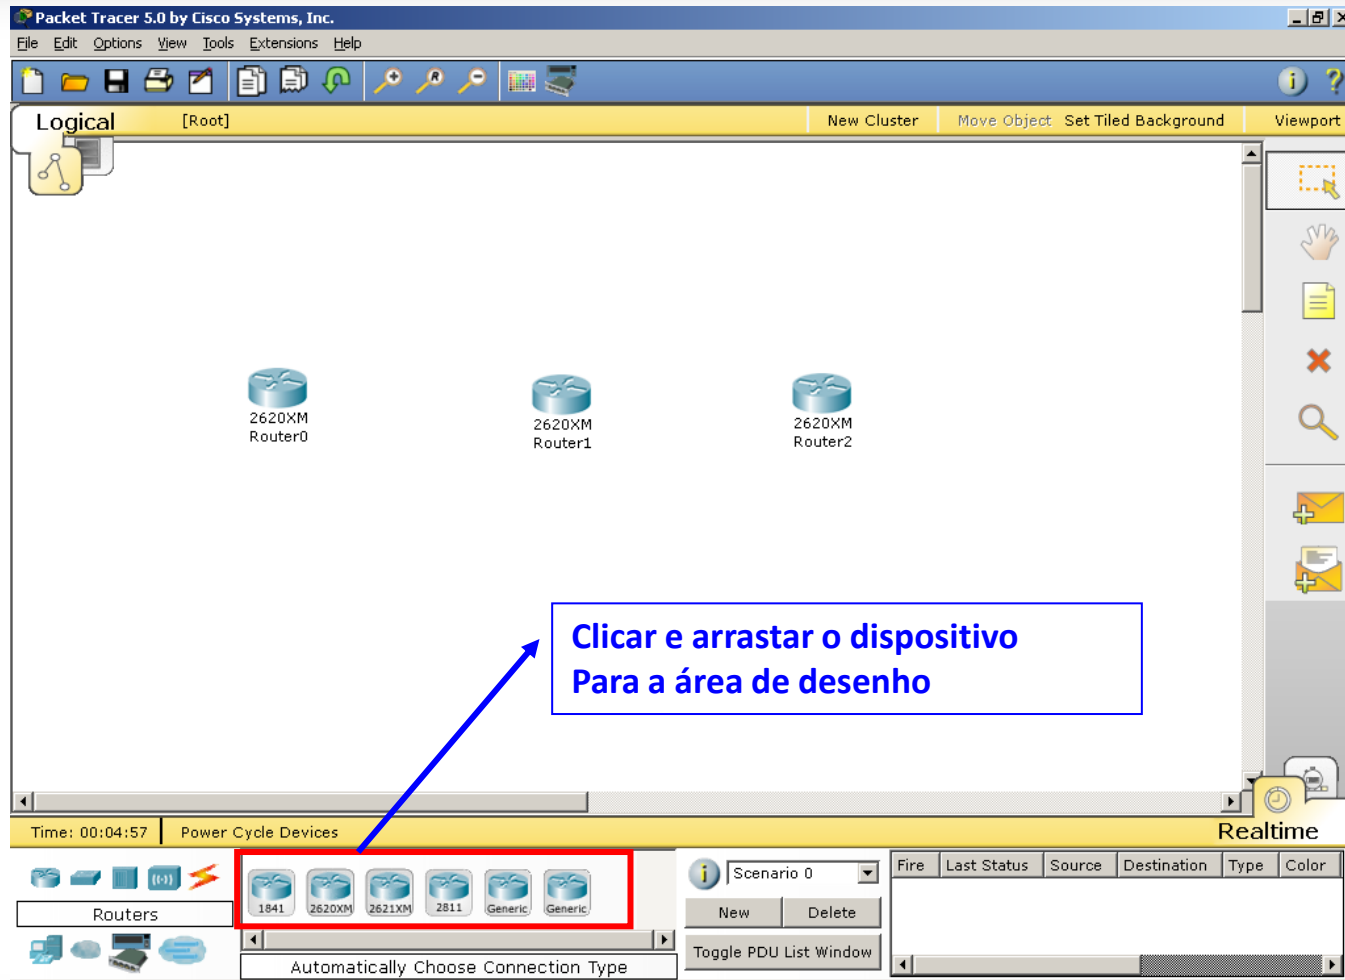 Packet Tracer 5.0 by Cisco Systems, Inc.
File Edit Options View Tools Extensions Help
Logical [Root] New Cluster Move Object Set Tiled Background Viewport
2620XM
Router0
2620XM
Router1
2620XM
Router2
Clicar e arrastar o dispositivo
Para a área de desenho
Time: 00:04:57 Power Cycle Devices Realtime
Routers
1841 2620XM 2621XM 2811 Generic Generic
Automatically Choose Connection Type
Scenario 0
New Delete
Toggle PDU List Window
Fire Last Status Source Destination Type Color